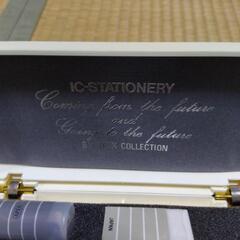 IC-STATIONERY
Coming from the future
and
Going to the future
COLLECTION